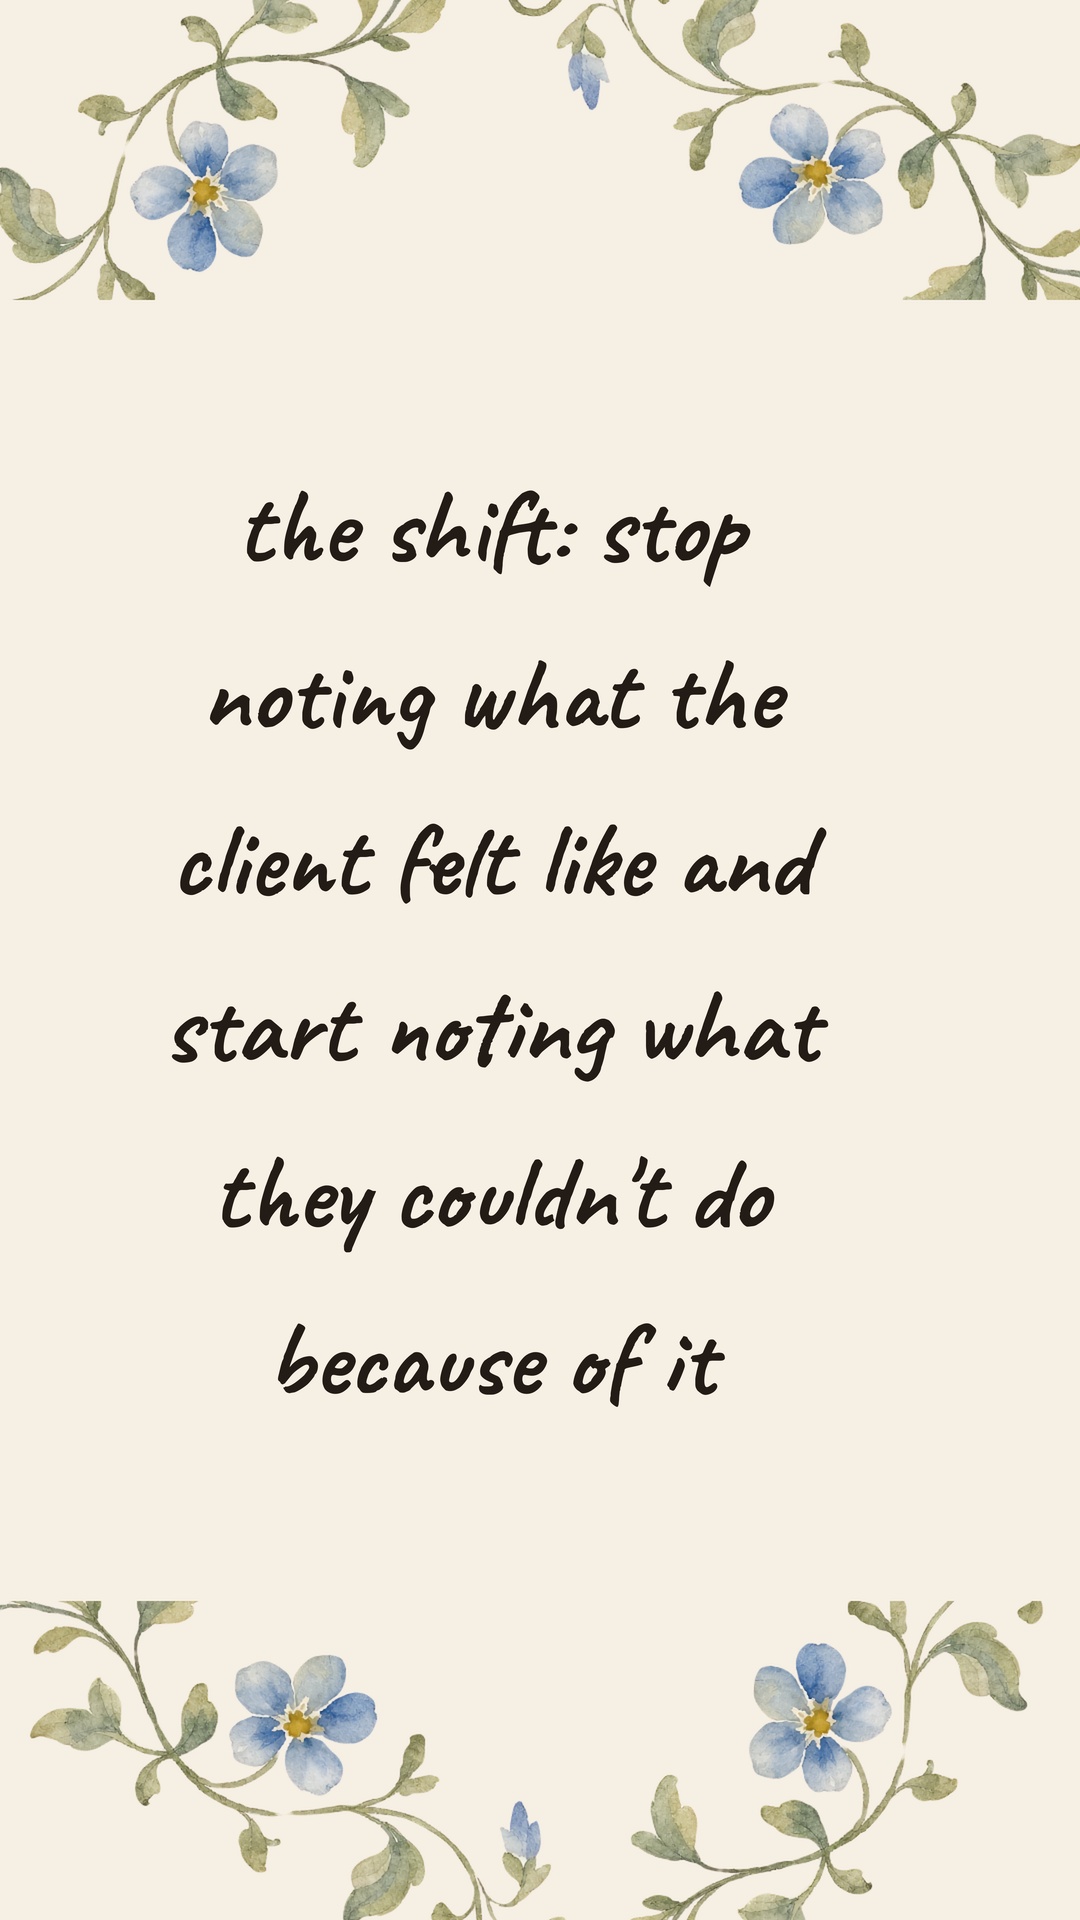 the shift: stop
noting what the
client felt like and
start noting what
they couldn't do
because of it